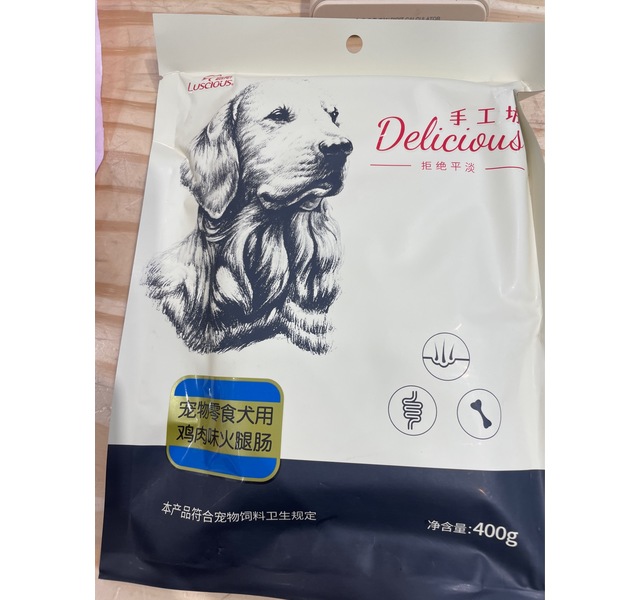 LUSCIOUS®
手工坊
Delicious
拒绝平淡
宠物零食犬用
鸡肉味火腿肠
本产品符合宠物饲料卫生规定
净含量:400g